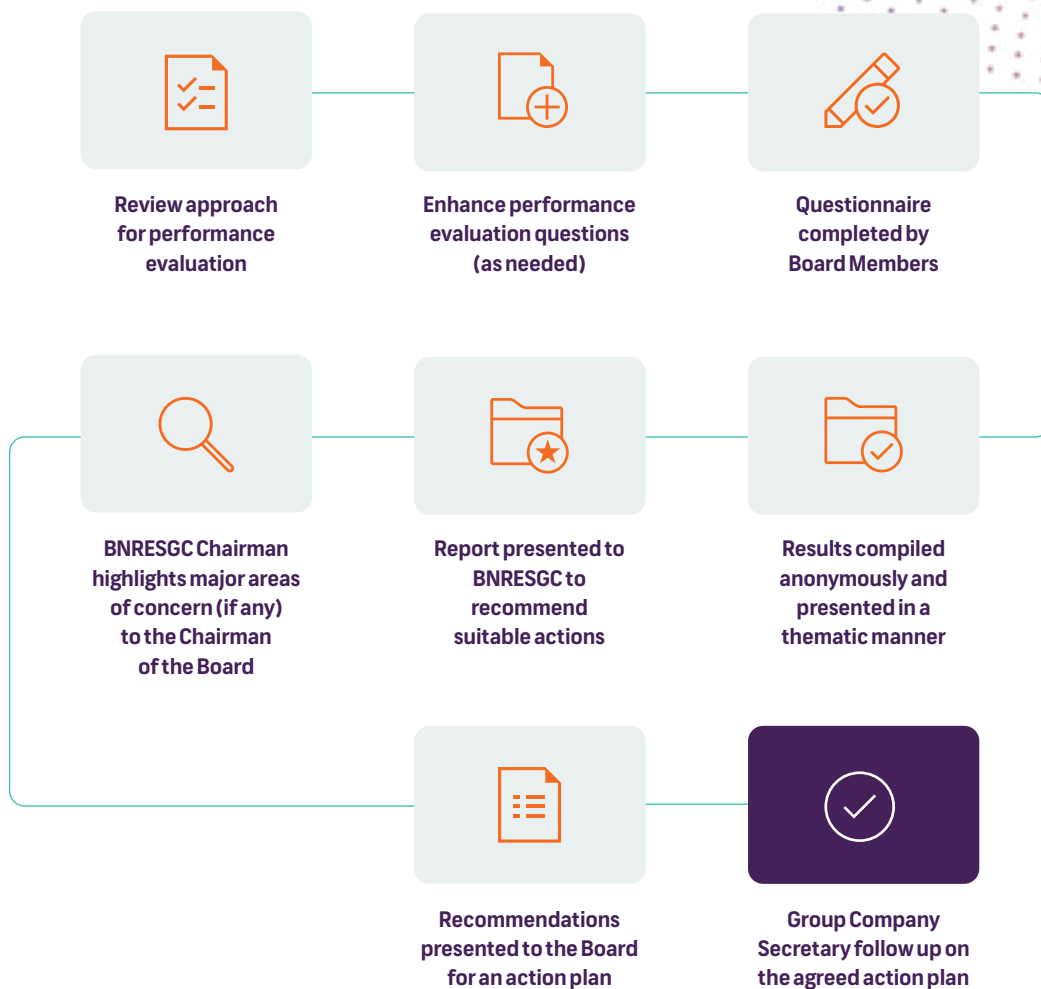 Review approach
for performance
evaluation
Enhance performance
evaluation questions
(as needed)
Questionnaire
completed by
Board Members
BNRESGC Chairman
highlights major areas
of concern (if any)
to the Chairman
of the Board
Report presented to
BNRESGC to
recommend
suitable actions
Results compiled
anonymously and
presented in a
thematic manner
Recommendations
presented to the Board
for an action plan
Group Company
Secretary follow up on
the agreed action plan